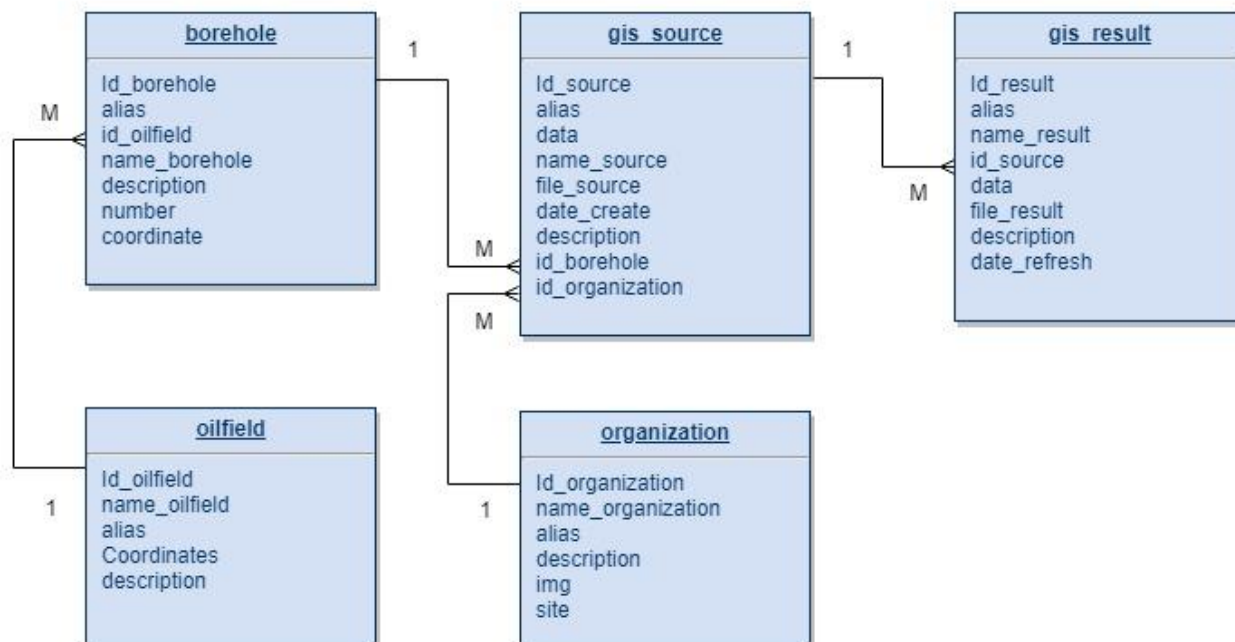 borehole
Id_borehole
alias
id_oilfield
name_borehole
description
number
coordinate
1
M
gis_source
Id_source
alias
data
name_source
file_source
date_create
description
id_borehole
id_organization
M
M
1
gis_result
Id_result
alias
name_result
id_source
data
file_result
description
date_refresh
M
oilfield
Id_oilfield
name_oilfield
alias
Coordinates
description
1
organization
Id_organization
name_organization
alias
description
img
site
1